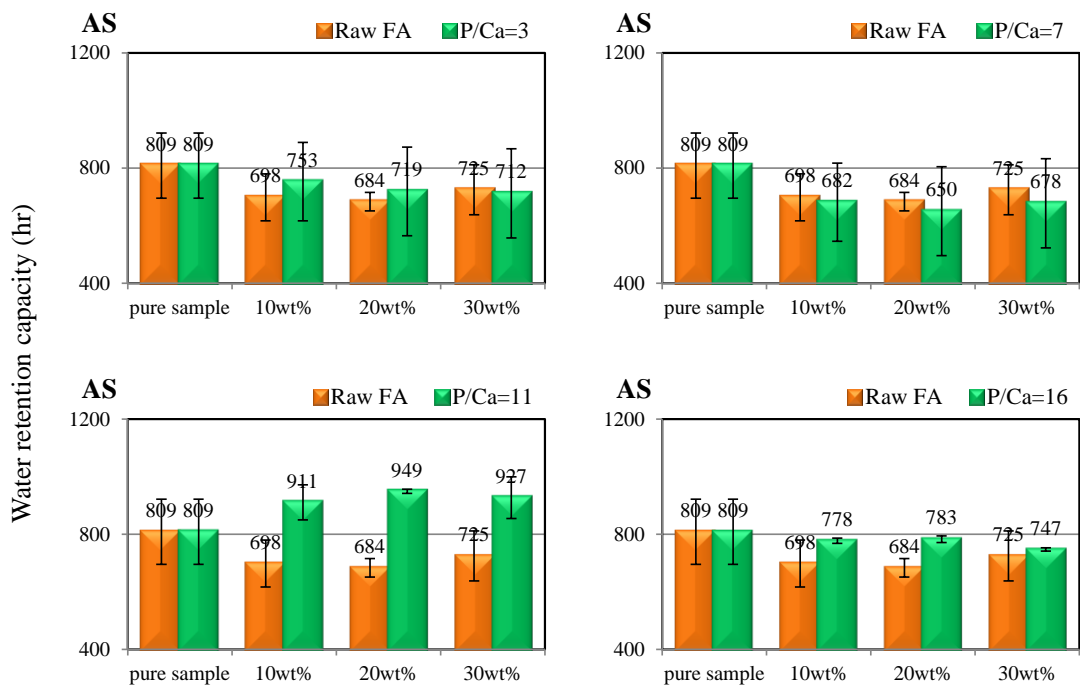 Water retention capacity (hr)
AS
Raw FA P/Ca=3
1200
800
400
809 809 698 753 684 719 725 712
pure sample 10wt% 20wt% 30wt%
AS
Raw FA P/Ca=7
1200
800
400
809 809 698 682 684 650 725 678
pure sample 10wt% 20wt% 30wt%
AS
Raw FA P/Ca=11
1200
800
400
809 809 698 911 684 949 725 927
pure sample 10wt% 20wt% 30wt%
AS
Raw FA P/Ca=16
1200
800
400
809 809 698 778 684 783 725 747
pure sample 10wt% 20wt% 30wt%